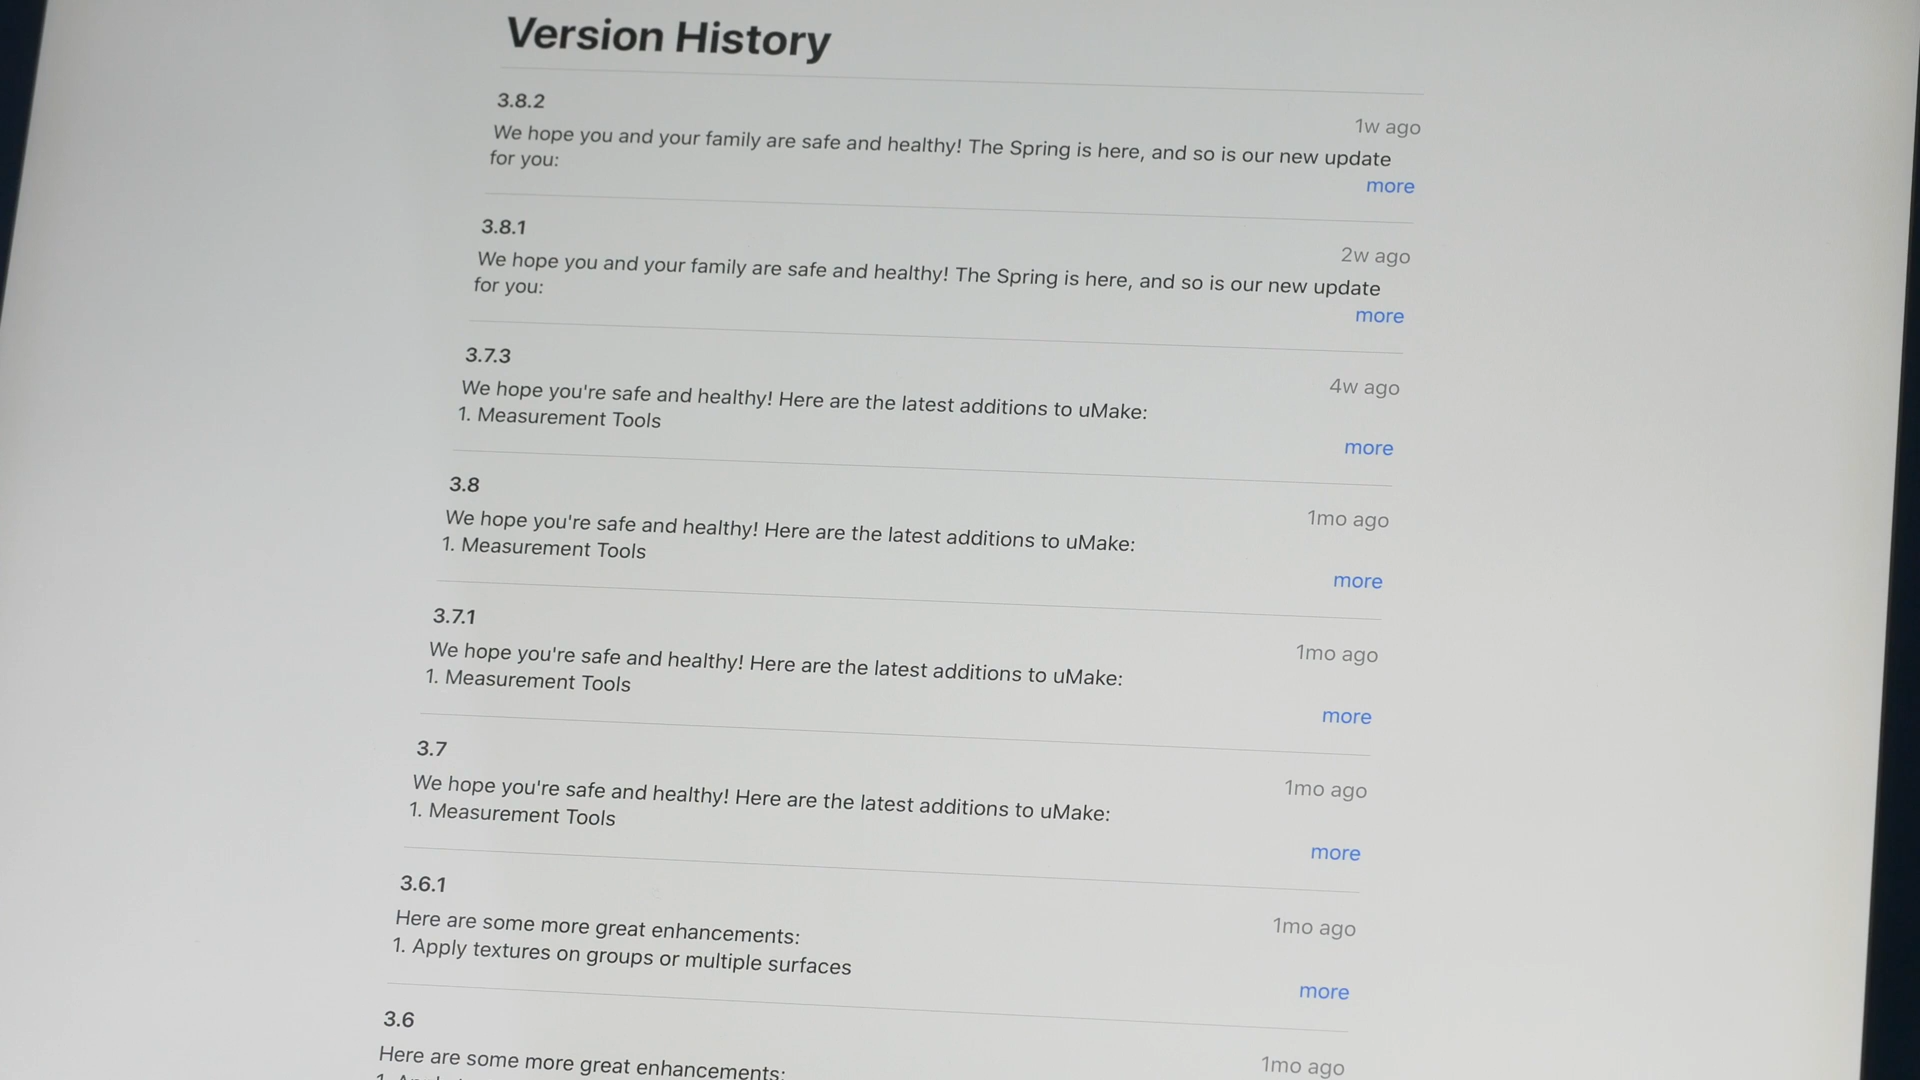 Version History
3.8.2
1w ago
We hope you and your family are safe and healthy! The Spring is here, and so is our new update
for you:
more
3.8.1
2w ago
We hope you and your family are safe and healthy! The Spring is here, and so is our new update
for you:
more
3.7.3
4w ago
We hope you're safe and healthy! Here are the latest additions to uMake:
1. Measurement Tools
more
3.8
1mo ago
We hope you're safe and healthy! Here are the latest additions to uMake:
1. Measurement Tools
more
3.7.1
1mo ago
We hope you're safe and healthy! Here are the latest additions to uMake:
1. Measurement Tools
more
3.7
1mo ago
We hope you're safe and healthy! Here are the latest additions to uMake:
1. Measurement Tools
more
3.6.1
1mo ago
Here are some more great enhancements:
1. Apply textures on groups or multiple surfaces
more
3.6
1mo ago
Here are some more great enhancements: